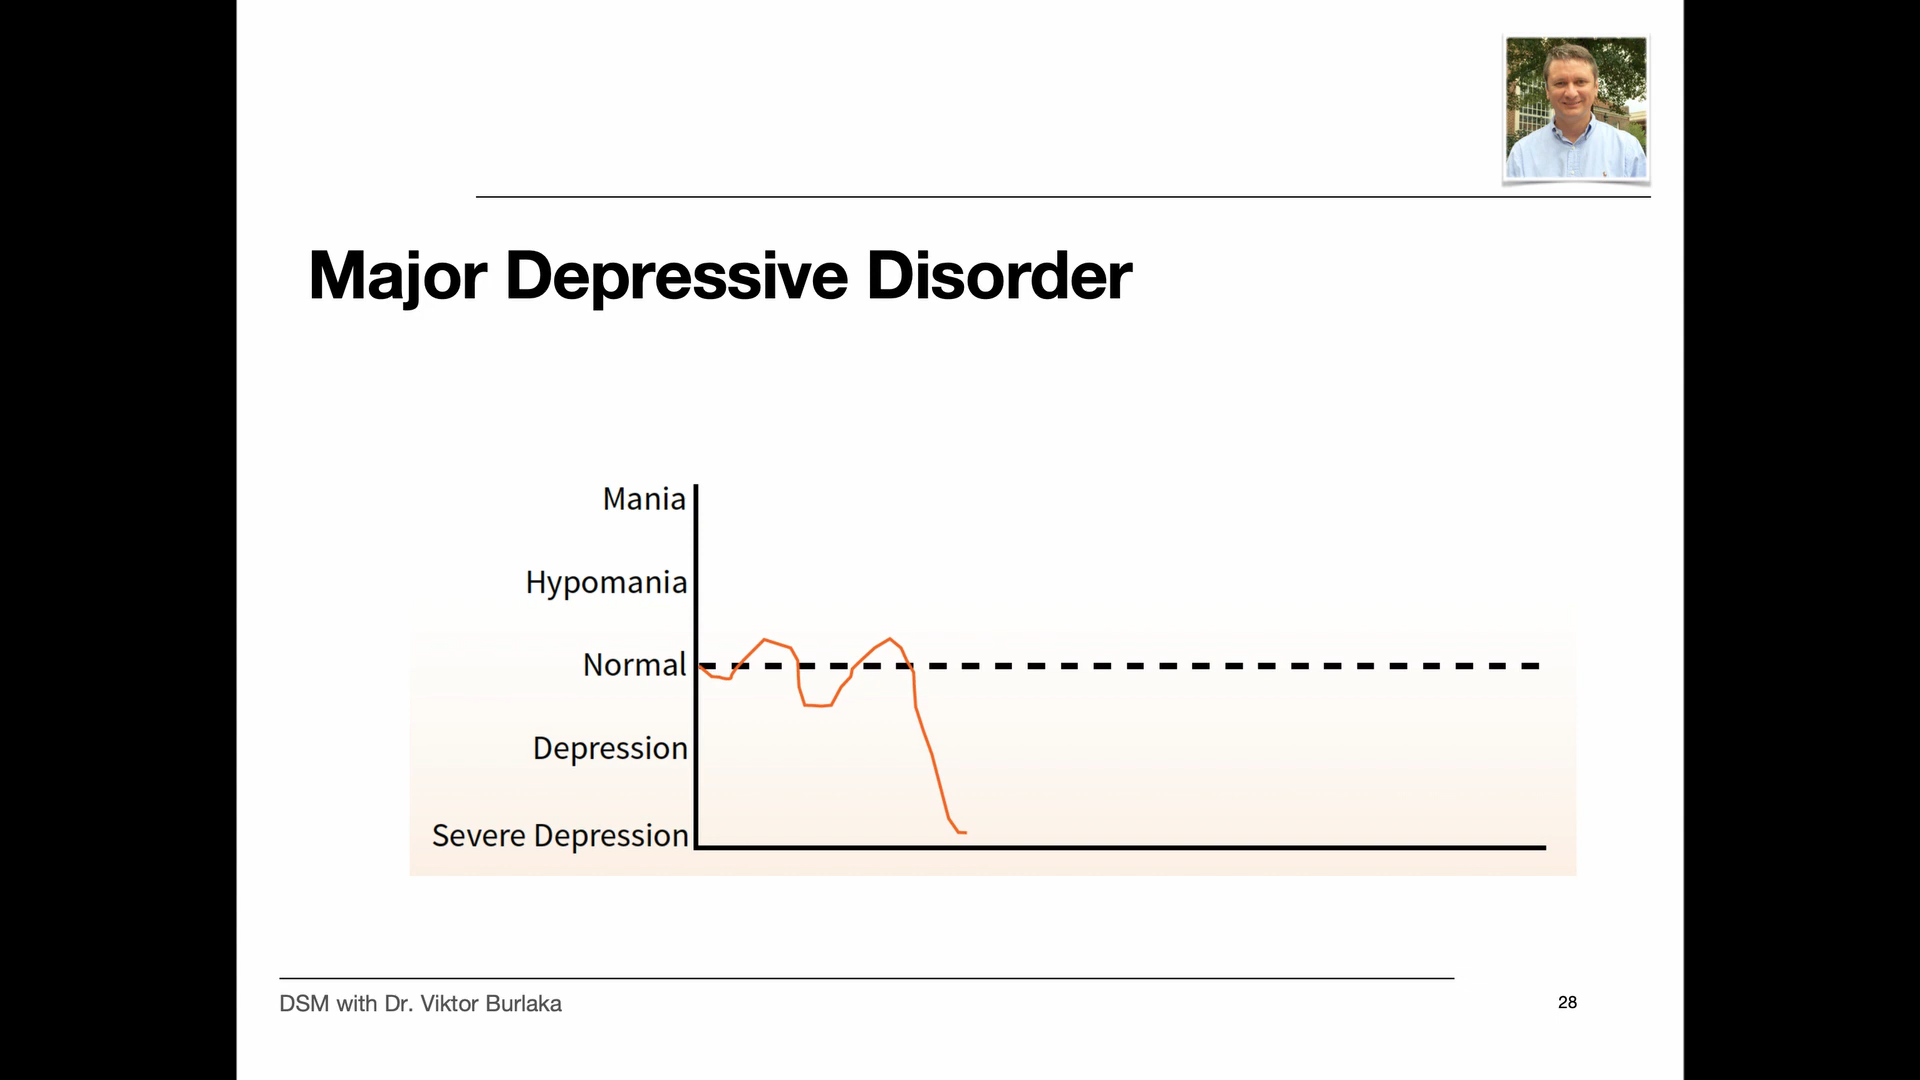 Major Depressive Disorder
Mania
Hypomania
Normal
Depression
Severe Depression
DSM with Dr. Viktor Burlaka
28